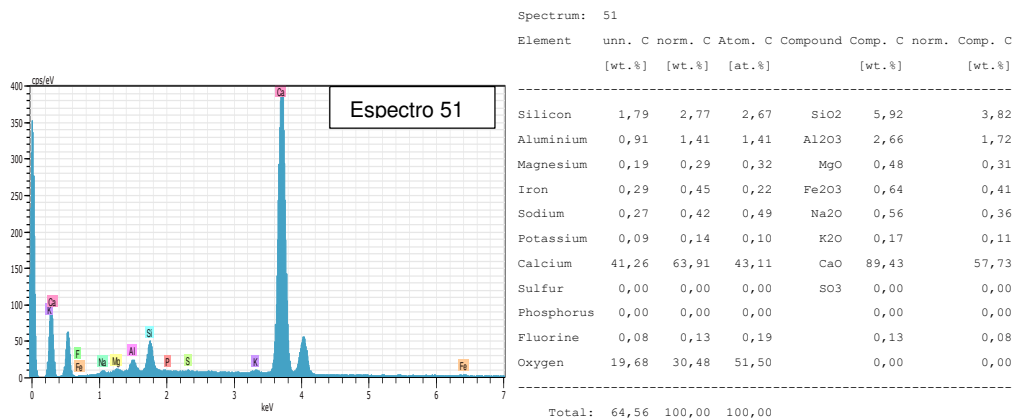 cps/eV
400
350
300
250
200
150
100
50
0
Ca
Espectro 51
Ca
K
F
Fe
Na
Mg
Al
Si
P
S
K
Fe
0 1 2 3 4 5 6 7
keV
Spectrum: 51
Element unn. C norm. C Atom. C Compound Comp. C norm. Comp. C
[wt.%] [wt.%] [at.%] [wt.%] [wt.%]
Silicon 1,79 2,77 2,67 SiO2 5,92 3,82
Aluminium 0,91 1,41 1,41 Al2O3 2,66 1,72
Magnesium 0,19 0,29 0,32 MgO 0,48 0,31
Iron 0,29 0,45 0,22 Fe2O3 0,64 0,41
Sodium 0,27 0,42 0,49 Na2O 0,56 0,36
Potassium 0,09 0,14 0,10 K2O 0,17 0,11
Calcium 41,26 63,91 43,11 CaO 89,43 57,73
Sulfur 0,00 0,00 0,00 SO3 0,00 0,00
Phosphorus 0,00 0,00 0,00 0,00 0,00
Fluorine 0,08 0,13 0,19 0,13 0,08
Oxygen 19,68 30,48 51,50 0,00 0,00
Total: 64,56 100,00 100,00